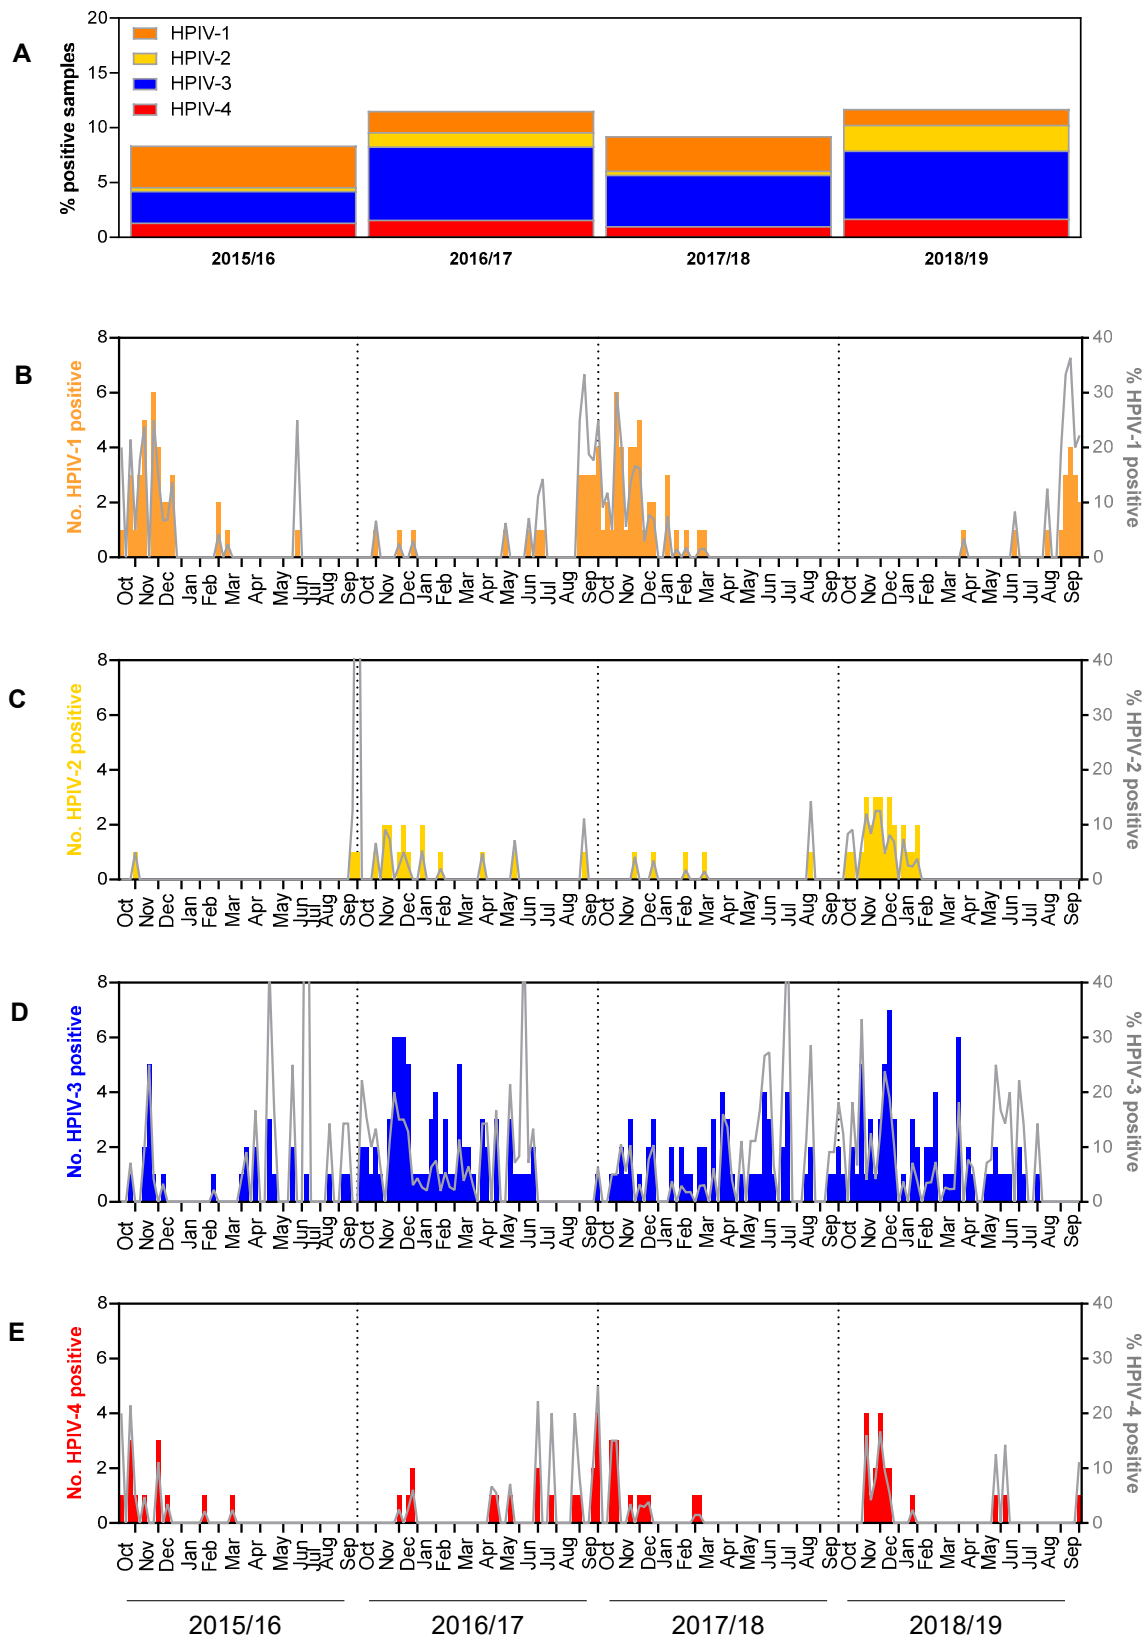 A
% positive samples
20
15
10
5
0
HPIV-1
HPIV-2
HPIV-3
HPIV-4
2015/16 2016/17 2017/18 2018/19
B
No. HPIV-1 positive
8
6
4
2
0
40
30
20
10
0
% HPIV-1 positive
Oct Nov Dec Jan Feb Mar Apr May Jun Jul Aug Sep Oct Nov Dec Jan Feb Mar Apr May Jun Jul Aug Sep Oct Nov Dec Jan Feb Mar Apr May Jun Jul Aug Sep Oct Nov Dec Jan Feb Mar Apr May Jun Jul Aug Sep
C
No. HPIV-2 positive
8
6
4
2
0
40
30
20
10
0
% HPIV-2 positive
Oct Nov Dec Jan Feb Mar Apr May Jun Jul Aug Sep Oct Nov Dec Jan Feb Mar Apr May Jun Jul Aug Sep Oct Nov Dec Jan Feb Mar Apr May Jun Jul Aug Sep Oct Nov Dec Jan Feb Mar Apr May Jun Jul Aug Sep
D
No. HPIV-3 positive
8
6
4
2
0
40
30
20
10
0
% HPIV-3 positive
Oct Nov Dec Jan Feb Mar Apr May Jun Jul Aug Sep Oct Nov Dec Jan Feb Mar Apr May Jun Jul Aug Sep Oct Nov Dec Jan Feb Mar Apr May Jun Jul Aug Sep Oct Nov Dec Jan Feb Mar Apr May Jun Jul Aug Sep
E
No. HPIV-4 positive
8
6
4
2
0
40
30
20
10
0
% HPIV-4 positive
Oct Nov Dec Jan Feb Mar Apr May Jun Jul Aug Sep Oct Nov Dec Jan Feb Mar Apr May Jun Jul Aug Sep Oct Nov Dec Jan Feb Mar Apr May Jun Jul Aug Sep Oct Nov Dec Jan Feb Mar Apr May Jun Jul Aug Sep
2015/16 2016/17 2017/18 2018/19